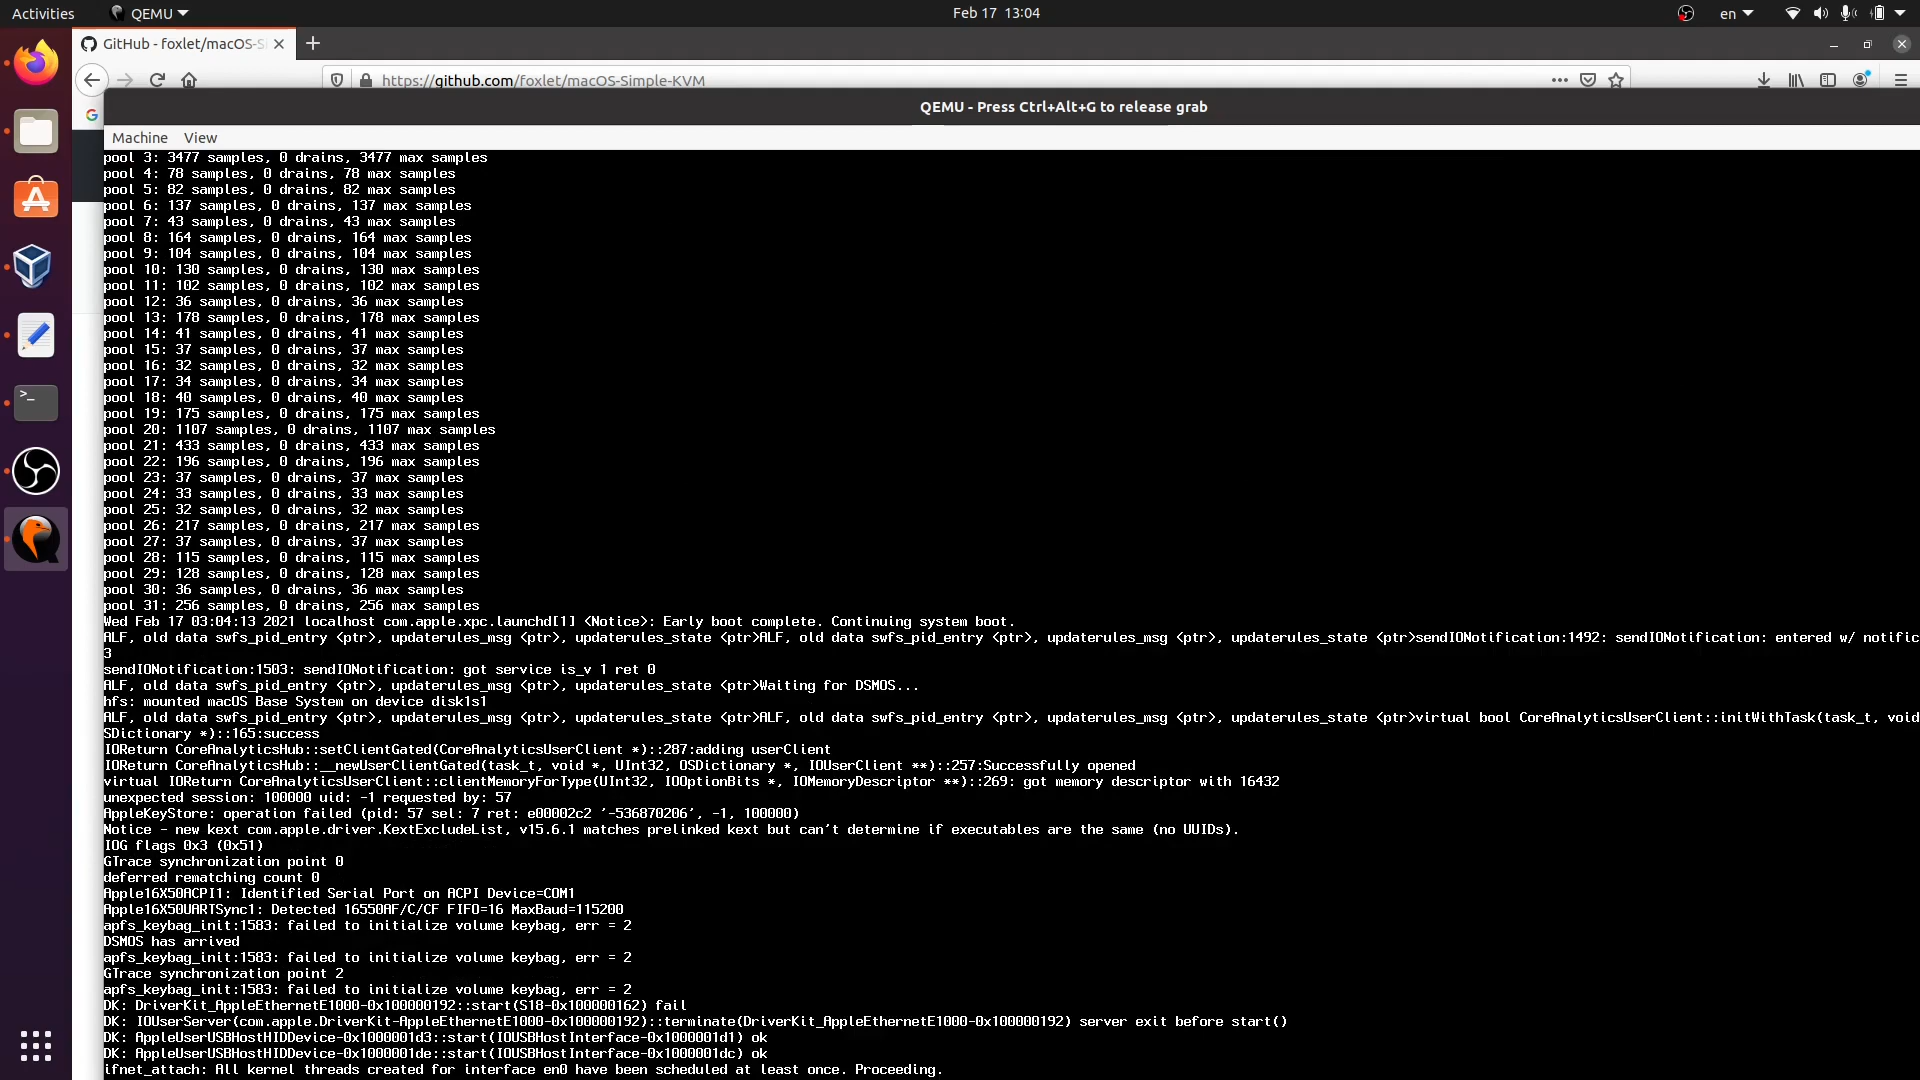 Activities
QEMU
Feb 17 13:04
en
GitHub - foxlet/macOS-S
https://github.com/foxlet/macOS-Simple-KVM
QEMU - Press Ctrl+Alt+G to release grab
Machine View
pool 3: 3477 samples, 0 drains, 3477 max samples
pool 4: 78 samples, 0 drains, 78 max samples
pool 5: 82 samples, 0 drains, 82 max samples
pool 6: 137 samples, 0 drains, 137 max samples
pool 7: 43 samples, 0 drains, 43 max samples
pool 8: 164 samples, 0 drains, 164 max samples
pool 9: 104 samples, 0 drains, 104 max samples
pool 10: 130 samples, 0 drains, 130 max samples
pool 11: 102 samples, 0 drains, 102 max samples
pool 12: 36 samples, 0 drains, 36 max samples
pool 13: 178 samples, 0 drains, 178 max samples
pool 14: 41 samples, 0 drains, 41 max samples
pool 15: 37 samples, 0 drains, 37 max samples
pool 16: 32 samples, 0 drains, 32 max samples
pool 17: 34 samples, 0 drains, 34 max samples
pool 18: 40 samples, 0 drains, 40 max samples
pool 19: 175 samples, 0 drains, 175 max samples
pool 20: 1107 samples, 0 drains, 1107 max samples
pool 21: 433 samples, 0 drains, 433 max samples
pool 22: 196 samples, 0 drains, 196 max samples
pool 23: 37 samples, 0 drains, 37 max samples
pool 24: 33 samples, 0 drains, 33 max samples
pool 25: 32 samples, 0 drains, 32 max samples
pool 26: 217 samples, 0 drains, 217 max samples
pool 27: 37 samples, 0 drains, 37 max samples
pool 28: 115 samples, 0 drains, 115 max samples
pool 29: 128 samples, 0 drains, 128 max samples
pool 30: 36 samples, 0 drains, 36 max samples
pool 31: 256 samples, 0 drains, 256 max samples
Wed Feb 17 03:04:13 2021 localhost com.apple.xpc.launchd[1] <Notice>: Early boot complete. Continuing system boot.
ALF, old data swfs_pid_entry <ptr>, updaterules_msg <ptr>, updaterules_state <ptr>ALF, old data swfs_pid_entry <ptr>, updaterules_msg <ptr>, updaterules_state <ptr>sendIONotification:1492: sendIONotification: entered w/ notific
3
sendIONotification:1503: sendIONotification: got service is_v 1 ret 0
ALF, old data swfs_pid_entry <ptr>, updaterules_msg <ptr>, updaterules_state <ptr>Waiting for DSMOS...
hfs: mounted macOS Base System on device disk1s1
ALF, old data swfs_pid_entry <ptr>, updaterules_msg <ptr>, updaterules_state <ptr>ALF, old data swfs_pid_entry <ptr>, updaterules_msg <ptr>, updaterules_state <ptr>virtual bool CoreAnalyticsUserClient::initWithTask(task_t, void
SDictionary *)::165:success
IOReturn CoreAnalyticsHub::setClientGated(CoreAnalyticsUserClient *)::287:adding userClient
IOReturn CoreAnalyticsHub::__newUserClientGated(task_t, void *, UInt32, OSDictionary *, IOUserClient **)::257:Successfully opened
virtual IOReturn CoreAnalyticsUserClient::clientMemoryForType(UInt32, IOOptionBits *, IOMemoryDescriptor **)::269: got memory descriptor with 16432
unexpected session: 100000 uid: -1 requested by: 57
AppleKeyStore: operation failed (pid: 57 sel: 7 ret: e00002c2 '-536870206', -1, 100000)
Notice - new kext com.apple.driver.KextExcludeList, v15.6.1 matches prelinked kext but can't determine if executables are the same (no UUIDs).
IOG flags 0x3 (0x51)
GTrace synchronization point 0
deferred rematching count 0
Apple16X50ACPI1: Identified Serial Port on ACPI Device=COM1
Apple16X50UARTSync1: Detected 16550AF/C/CF FIFO=16 MaxBaud=115200
apfs_keybag_init:1583: failed to initialize volume keybag, err = 2
DSMOS has arrived
apfs_keybag_init:1583: failed to initialize volume keybag, err = 2
GTrace synchronization point 2
apfs_keybag_init:1583: failed to initialize volume keybag, err = 2
DK: DriverKit_AppleEthernetE1000-0x100000192::start(S18-0x100000162) fail
DK: IOUserServer(com.apple.DriverKit-AppleEthernetE1000-0x100000192)::terminate(DriverKit_AppleEthernetE1000-0x100000192) server exit before start()
DK: AppleUserUSBHostHIDDevice-0x1000001d3::start(IOUSBHostInterface-0x1000001d1) ok
DK: AppleUserUSBHostHIDDevice-0x1000001de::start(IOUSBHostInterface-0x1000001dc) ok
ifnet_attach: All kernel threads created for interface en0 have been scheduled at least once. Proceeding.